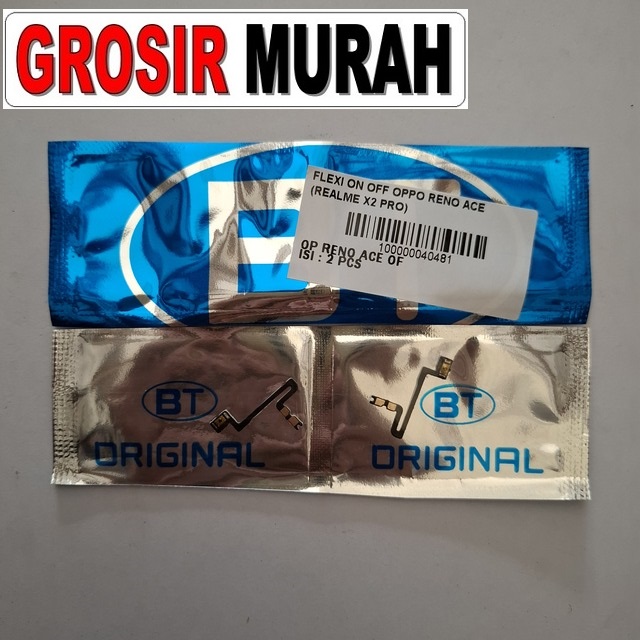 GROSIR MURAH
BT
FLEXI ON OFF OPPO RENO ACE
(REALME X2 PRO)
100000040481
OP RENO ACE OF
ISI : 2 PCS
BT
ORIGINAL
BT
ORIGINAL